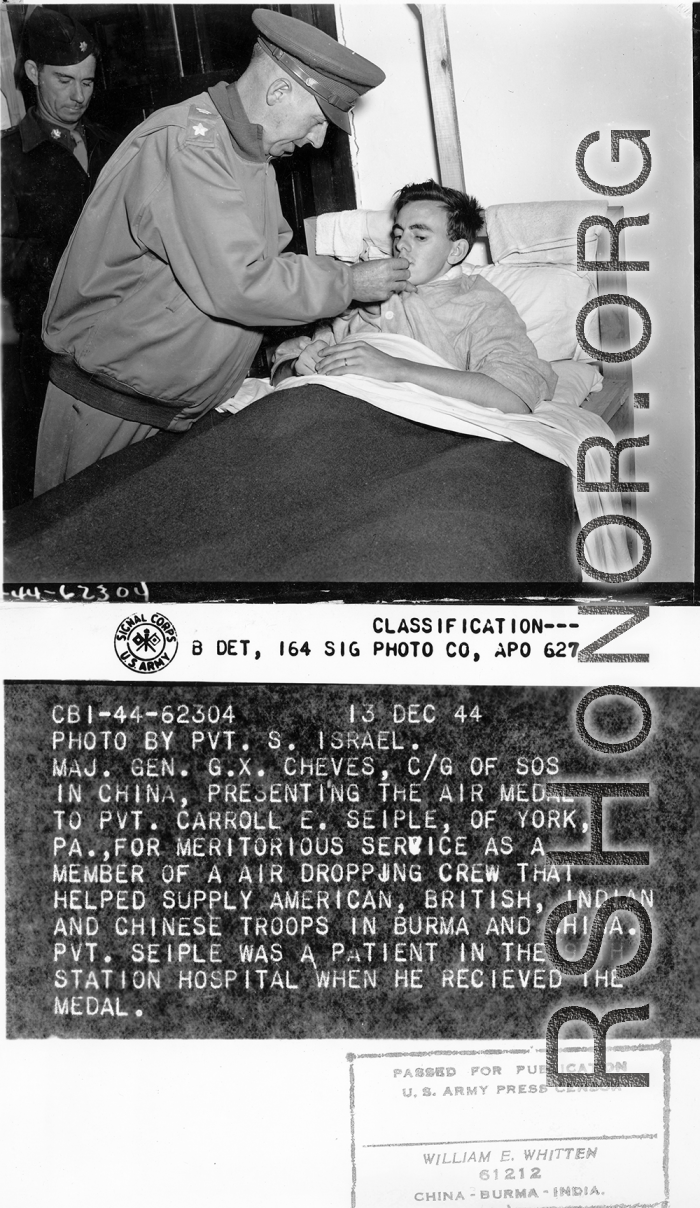 -44-62304
SIGNAL CORPS
U.S. ARMY
CLASSIFICATION---
B DET, 164 SIG PHOTO CO, APO 627
CBI-44-62304 13 DEC 44
PHOTO BY PVT. S. ISRAEL.
MAJ. GEN. G.X. CHEVES, C/G OF SOS
IN CHINA, PRESENTING THE AIR MEDAL
TO PVT. CARROLL E. SEIPLE, OF YORK,
PA.,FOR MERITORIOUS SERVICE AS A
MEMBER OF A AIR DROPPJNG CREW THAT
HELPED SUPPLY AMERICAN, BRITISH, INDIAN
AND CHINESE TROOPS IN BURMA AND CHINA.
PVT. SEIPLE WAS A PATIENT IN THE
STATION HOSPITAL WHEN HE RECIEVED THE
MEDAL.
PASSED FOR PUBLICATION
U. S. ARMY PRESS CENSOR
WILLIAM E. WHITTEN
61212
CHINA - BURMA - INDIA.
RSHONOR.ORG